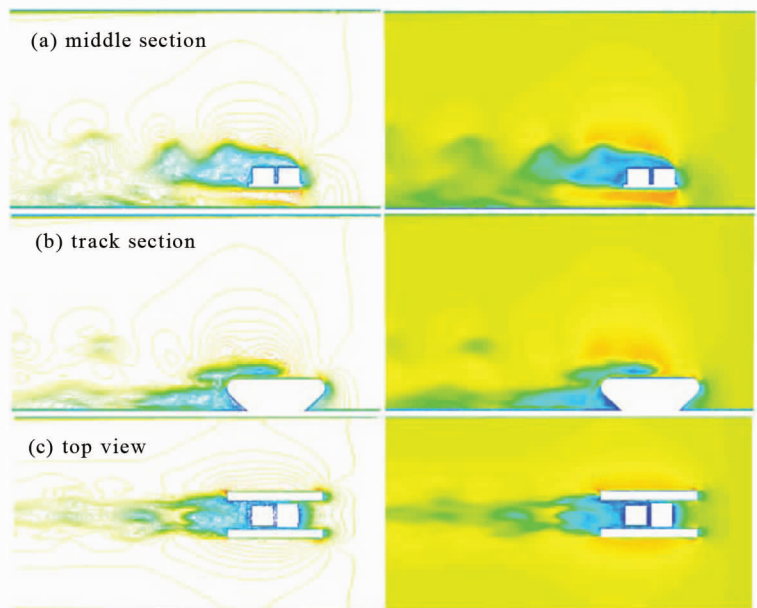 (a) middle section
(b) track section
(c) top view